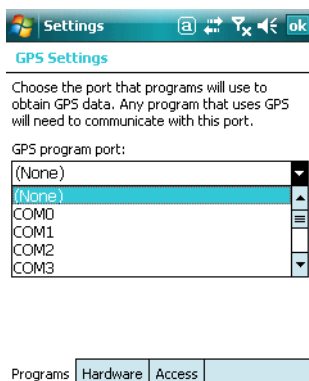 Settings
ok
GPS Settings
Choose the port that programs will use to
obtain GPS data. Any program that uses GPS
will need to communicate with this port.
GPS program port:
(None)
(None)
COM0
COM1
COM2
COM3
Programs Hardware Access